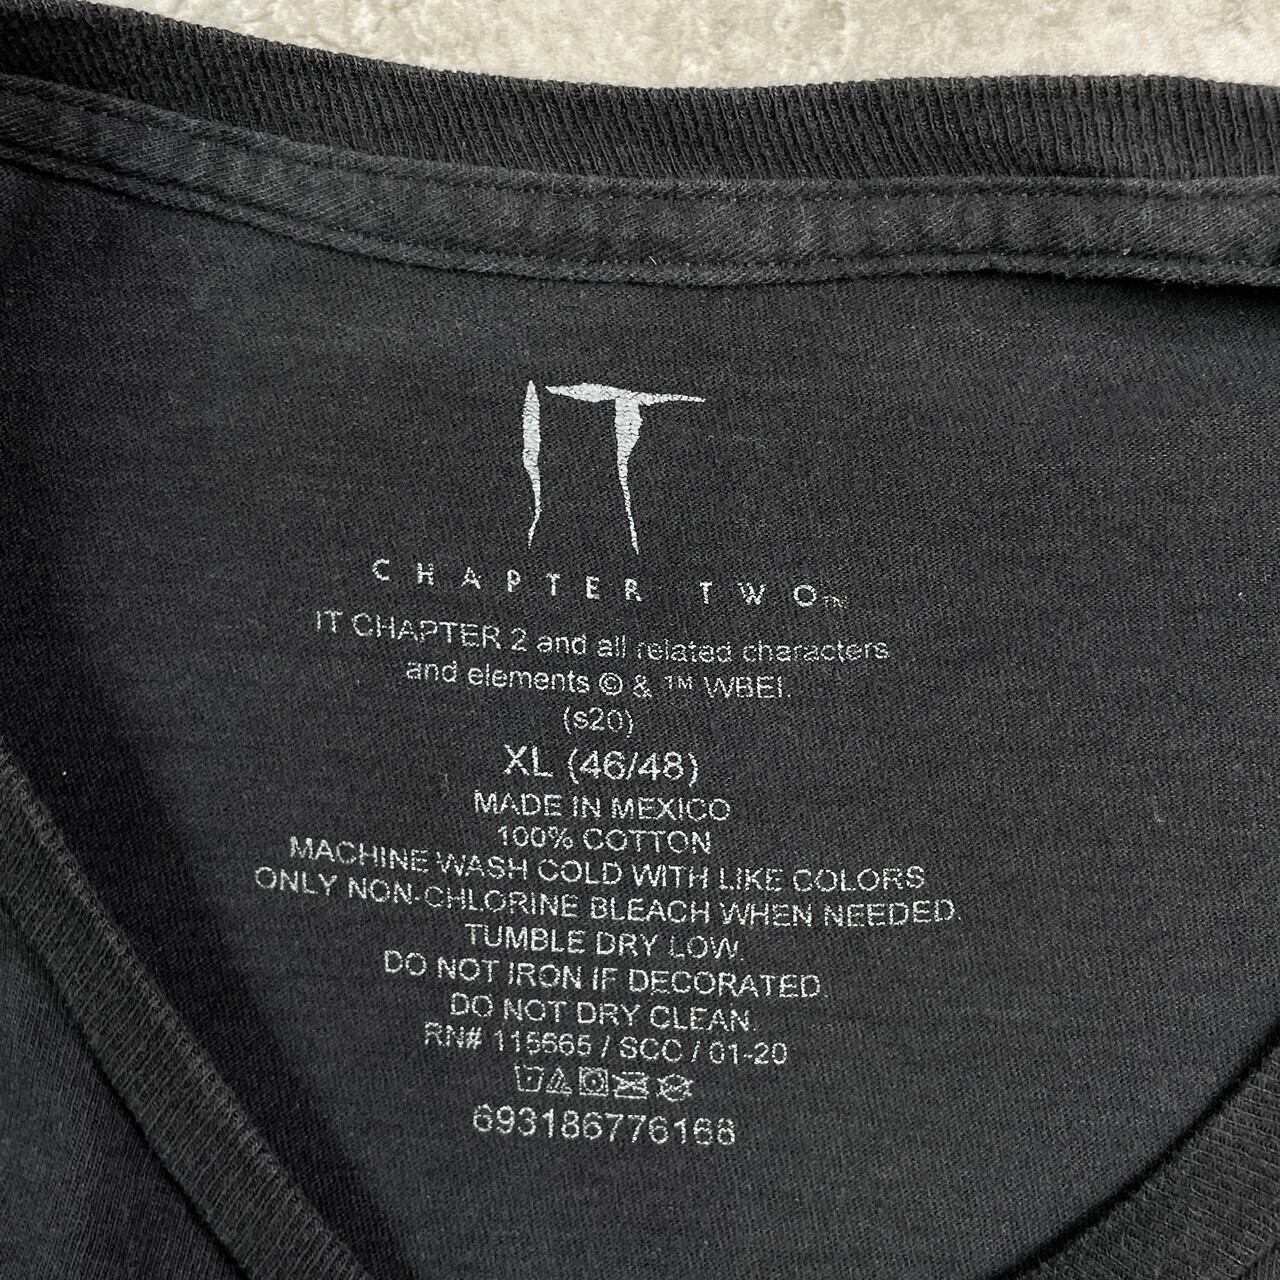 IT
CHAPTER TWO™
IT CHAPTER 2 and all related characters
and elements © & ™ WBEI.
(s20)
XL (46/48)
MADE IN MEXICO
100% COTTON
MACHINE WASH COLD WITH LIKE COLORS
ONLY NON-CHLORINE BLEACH WHEN NEEDED.
TUMBLE DRY LOW.
DO NOT IRON IF DECORATED.
DO NOT DRY CLEAN.
RN# 115665 / SCC / 01-20
693186776168